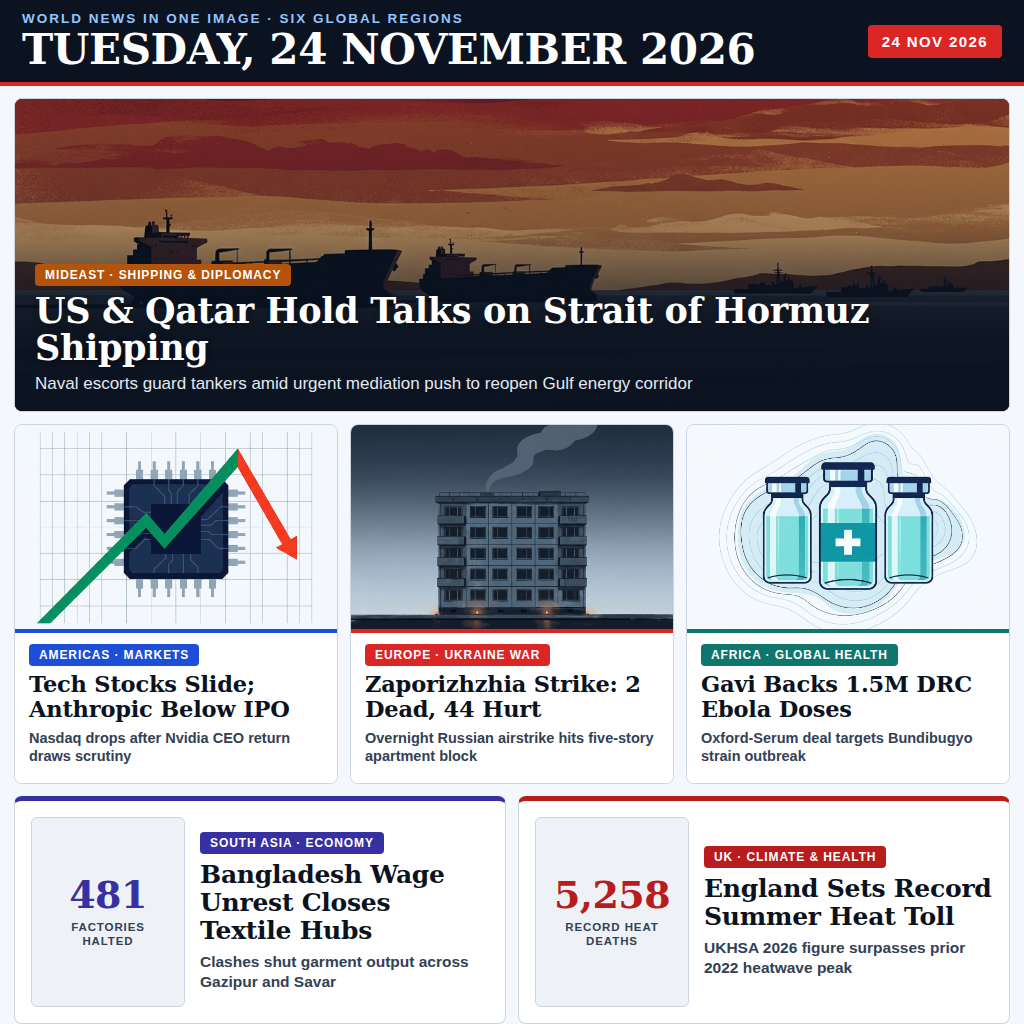 WORLD NEWS IN ONE IMAGE · SIX GLOBAL REGIONS
TUESDAY, 24 NOVEMBER 2026
24 NOV 2026
MIDEAST · SHIPPING & DIPLOMACY
US & Qatar Hold Talks on Strait of Hormuz
Shipping
Naval escorts guard tankers amid urgent mediation push to reopen Gulf energy corridor
AMERICAS · MARKETS
Tech Stocks Slide;
Anthropic Below IPO
Nasdaq drops after Nvidia CEO return
draws scrutiny
EUROPE · UKRAINE WAR
Zaporizhzhia Strike: 2
Dead, 44 Hurt
Overnight Russian airstrike hits five-story
apartment block
AFRICA · GLOBAL HEALTH
Gavi Backs 1.5M DRC
Ebola Doses
Oxford-Serum deal targets Bundibugyo
strain outbreak
481
FACTORIES
HALTED
SOUTH ASIA · ECONOMY
Bangladesh Wage
Unrest Closes
Textile Hubs
Clashes shut garment output across
Gazipur and Savar
5,258
RECORD HEAT
DEATHS
UK · CLIMATE & HEALTH
England Sets Record
Summer Heat Toll
UKHSA 2026 figure surpasses prior
2022 heatwave peak